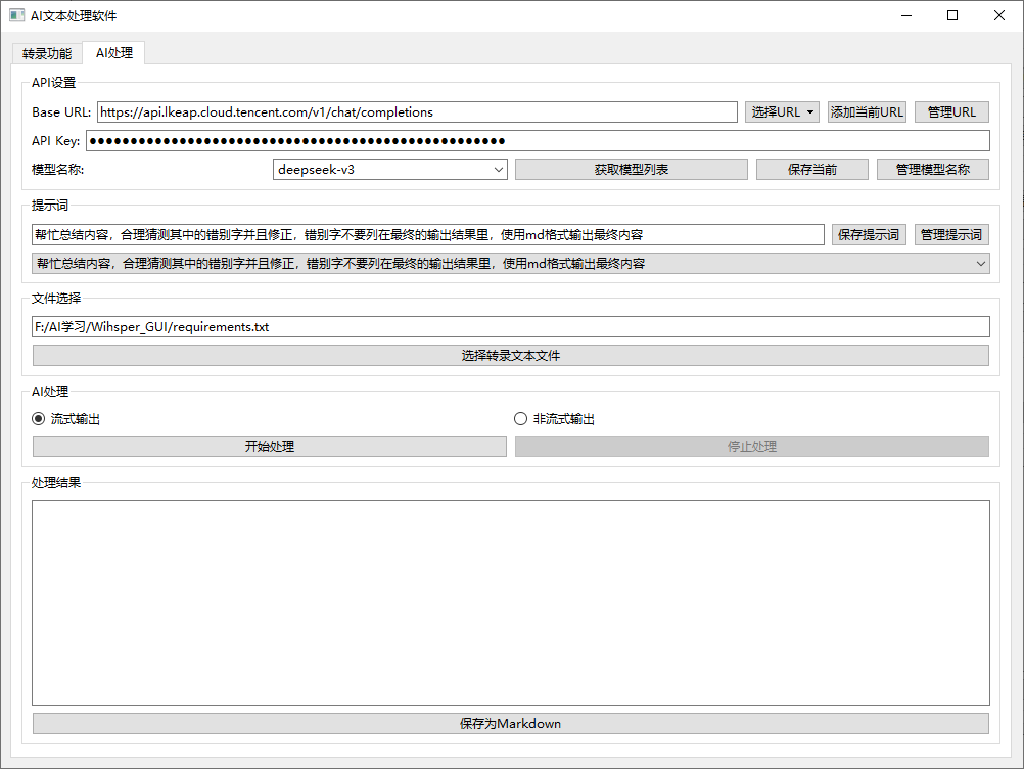 AI文本处理软件
转录功能 AI处理
API设置
Base URL: https://api.lkeap.cloud.tencent.com/v1/chat/completions 选择URL 添加当前URL 管理URL
API Key: ●●●●●●●●●●●●●●●●●●●●●●●●●●●●●●●●●●●●●●●●●●●●●●●●●●●
模型名称: deepseek-v3 获取模型列表 保存当前 管理模型名称
提示词
帮忙总结内容，合理猜测其中的错别字并且修正，错别字不要列在最终的输出结果里，使用md格式输出最终内容 保存提示词 管理提示词
帮忙总结内容，合理猜测其中的错别字并且修正，错别字不要列在最终的输出结果里，使用md格式输出最终内容
文件选择
F:/AI学习/Wihsper_GUI/requirements.txt
选择转录文本文件
AI处理
流式输出 非流式输出
开始处理 停止处理
处理结果
保存为Markdown